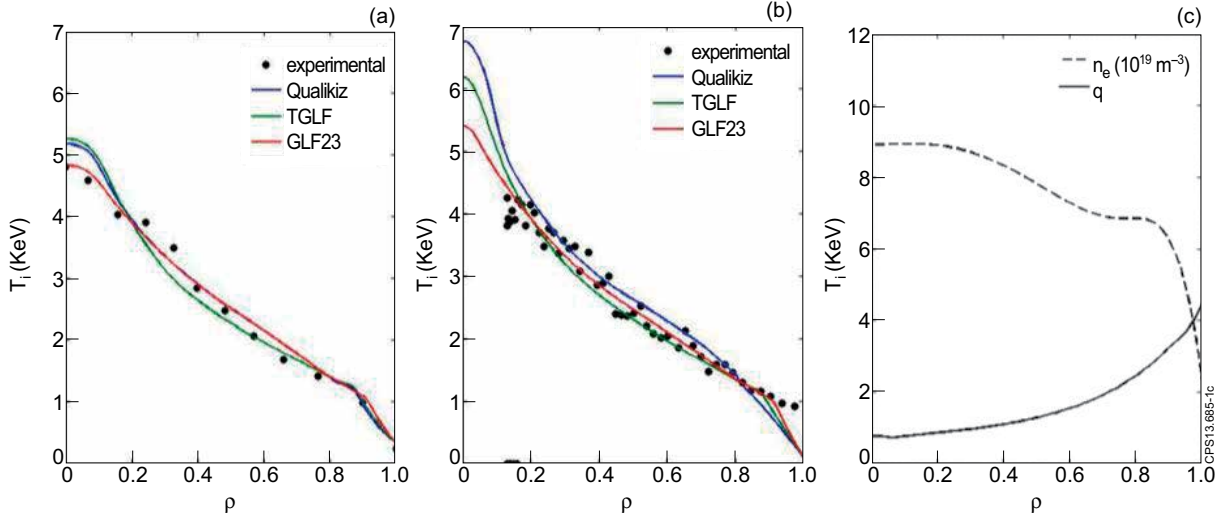 (a)
7
6
5
4
3
2
1
0
T_i (KeV)
experimental
Qualikiz
TGLF
GLF23
0 0.2 0.4 0.6 0.8 1.0
ρ
(b)
7
6
5
4
3
2
1
0
T_i (KeV)
experimental
Qualikiz
TGLF
GLF23
0 0.2 0.4 0.6 0.8 1.0
ρ
(c)
12
10
8
6
4
2
0
T_i (KeV)
n_e (10^19 m^–3)
q
0 0.2 0.4 0.6 0.8 1.0
ρ
CPS13.685-1c